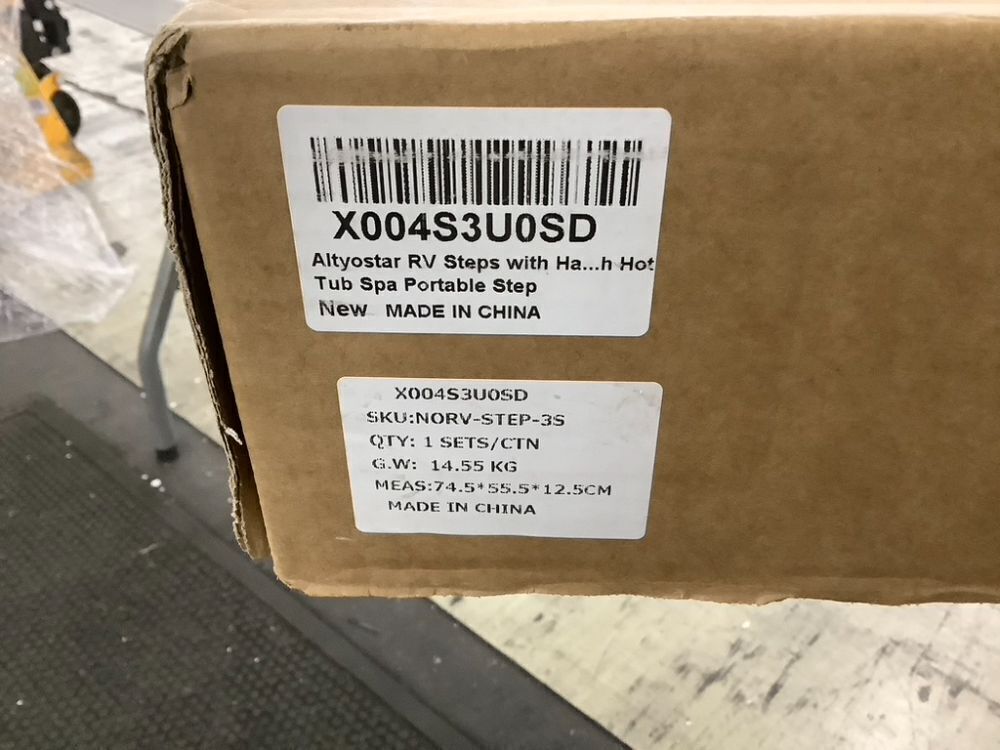 X004S3U0SD
Altyostar RV Steps with Ha...h Hot
Tub Spa Portable Step
New MADE IN CHINA
X004S3U0SD
SKU:NORV-STEP-3S
QTY: 1 SETS/CTN
G.W: 14.55 KG
MEAS:74.5*55.5*12.5CM
MADE IN CHINA